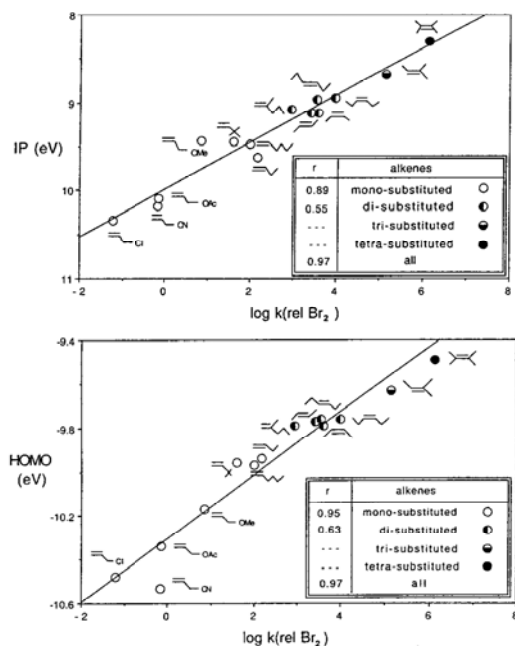 8
9
IP (eV)
10
11
OMe
OAc
CN
Cl
r alkenes
0.89 mono-substituted
0.55 di-substituted
--- tri-substituted
--- tetra-substituted
0.97 all
-2 0 2 4 6 8
log k(rel Br2 )
-9.4
-9.8
HOMO
(eV)
-10.2
-10.6
OMe
Cl
OAc
CN
r alkenes
0.95 mono-substituted
0.63 di-substituted
--- tri-substituted
--- tetra-substituted
0.97 all
-2 0 2 4 6 8
log k(rel Br2 )